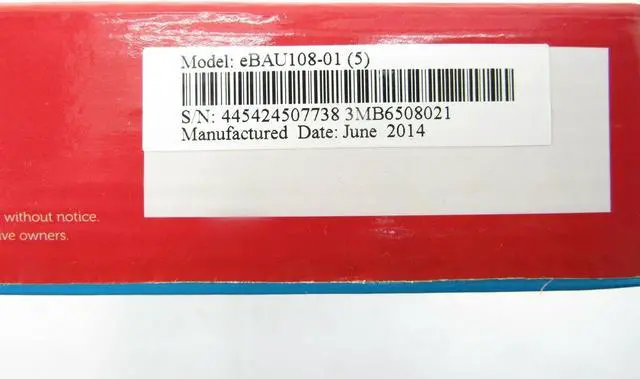 Model: eBAU108-01 (5)
S/N: 445424507738 3MB6508021
Manufactured Date: June 2014
without notice.
ive owners.